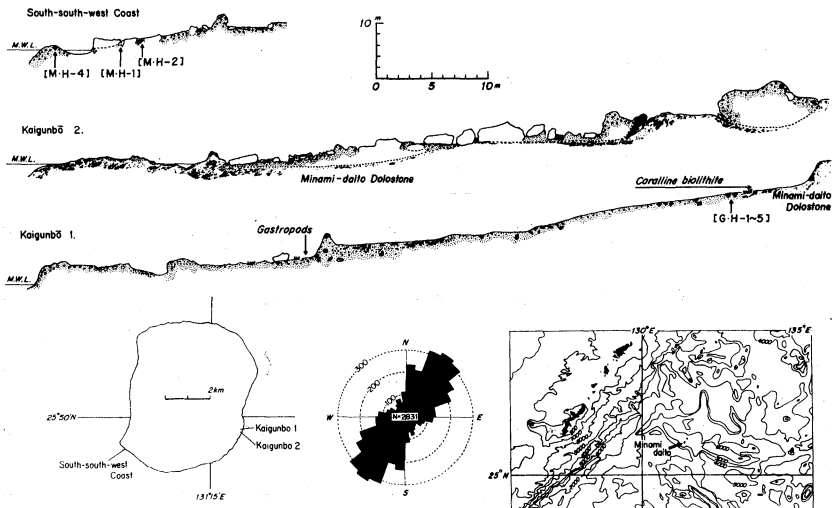 South-south-west Coast
M.W.L.
[M·H-4] [M·H-1] [M·H-2]
10 m
0 5 10 m
Kaigunbō 2.
M.W.L.
Minami-daito Dolostone
Coralline biolithite
Minami-daito
Dolostone
[G·H-1~5]
Kaigunbō 1.
Gastropods
M.W.L.
2km
25°50'N
Kaigunbo 1
Kaigunbo 2
South-south-west
Coast
131°15'E
N
300
200
100
W
N=2831
E
S
130°E
135°E
Minami
daito
25°N